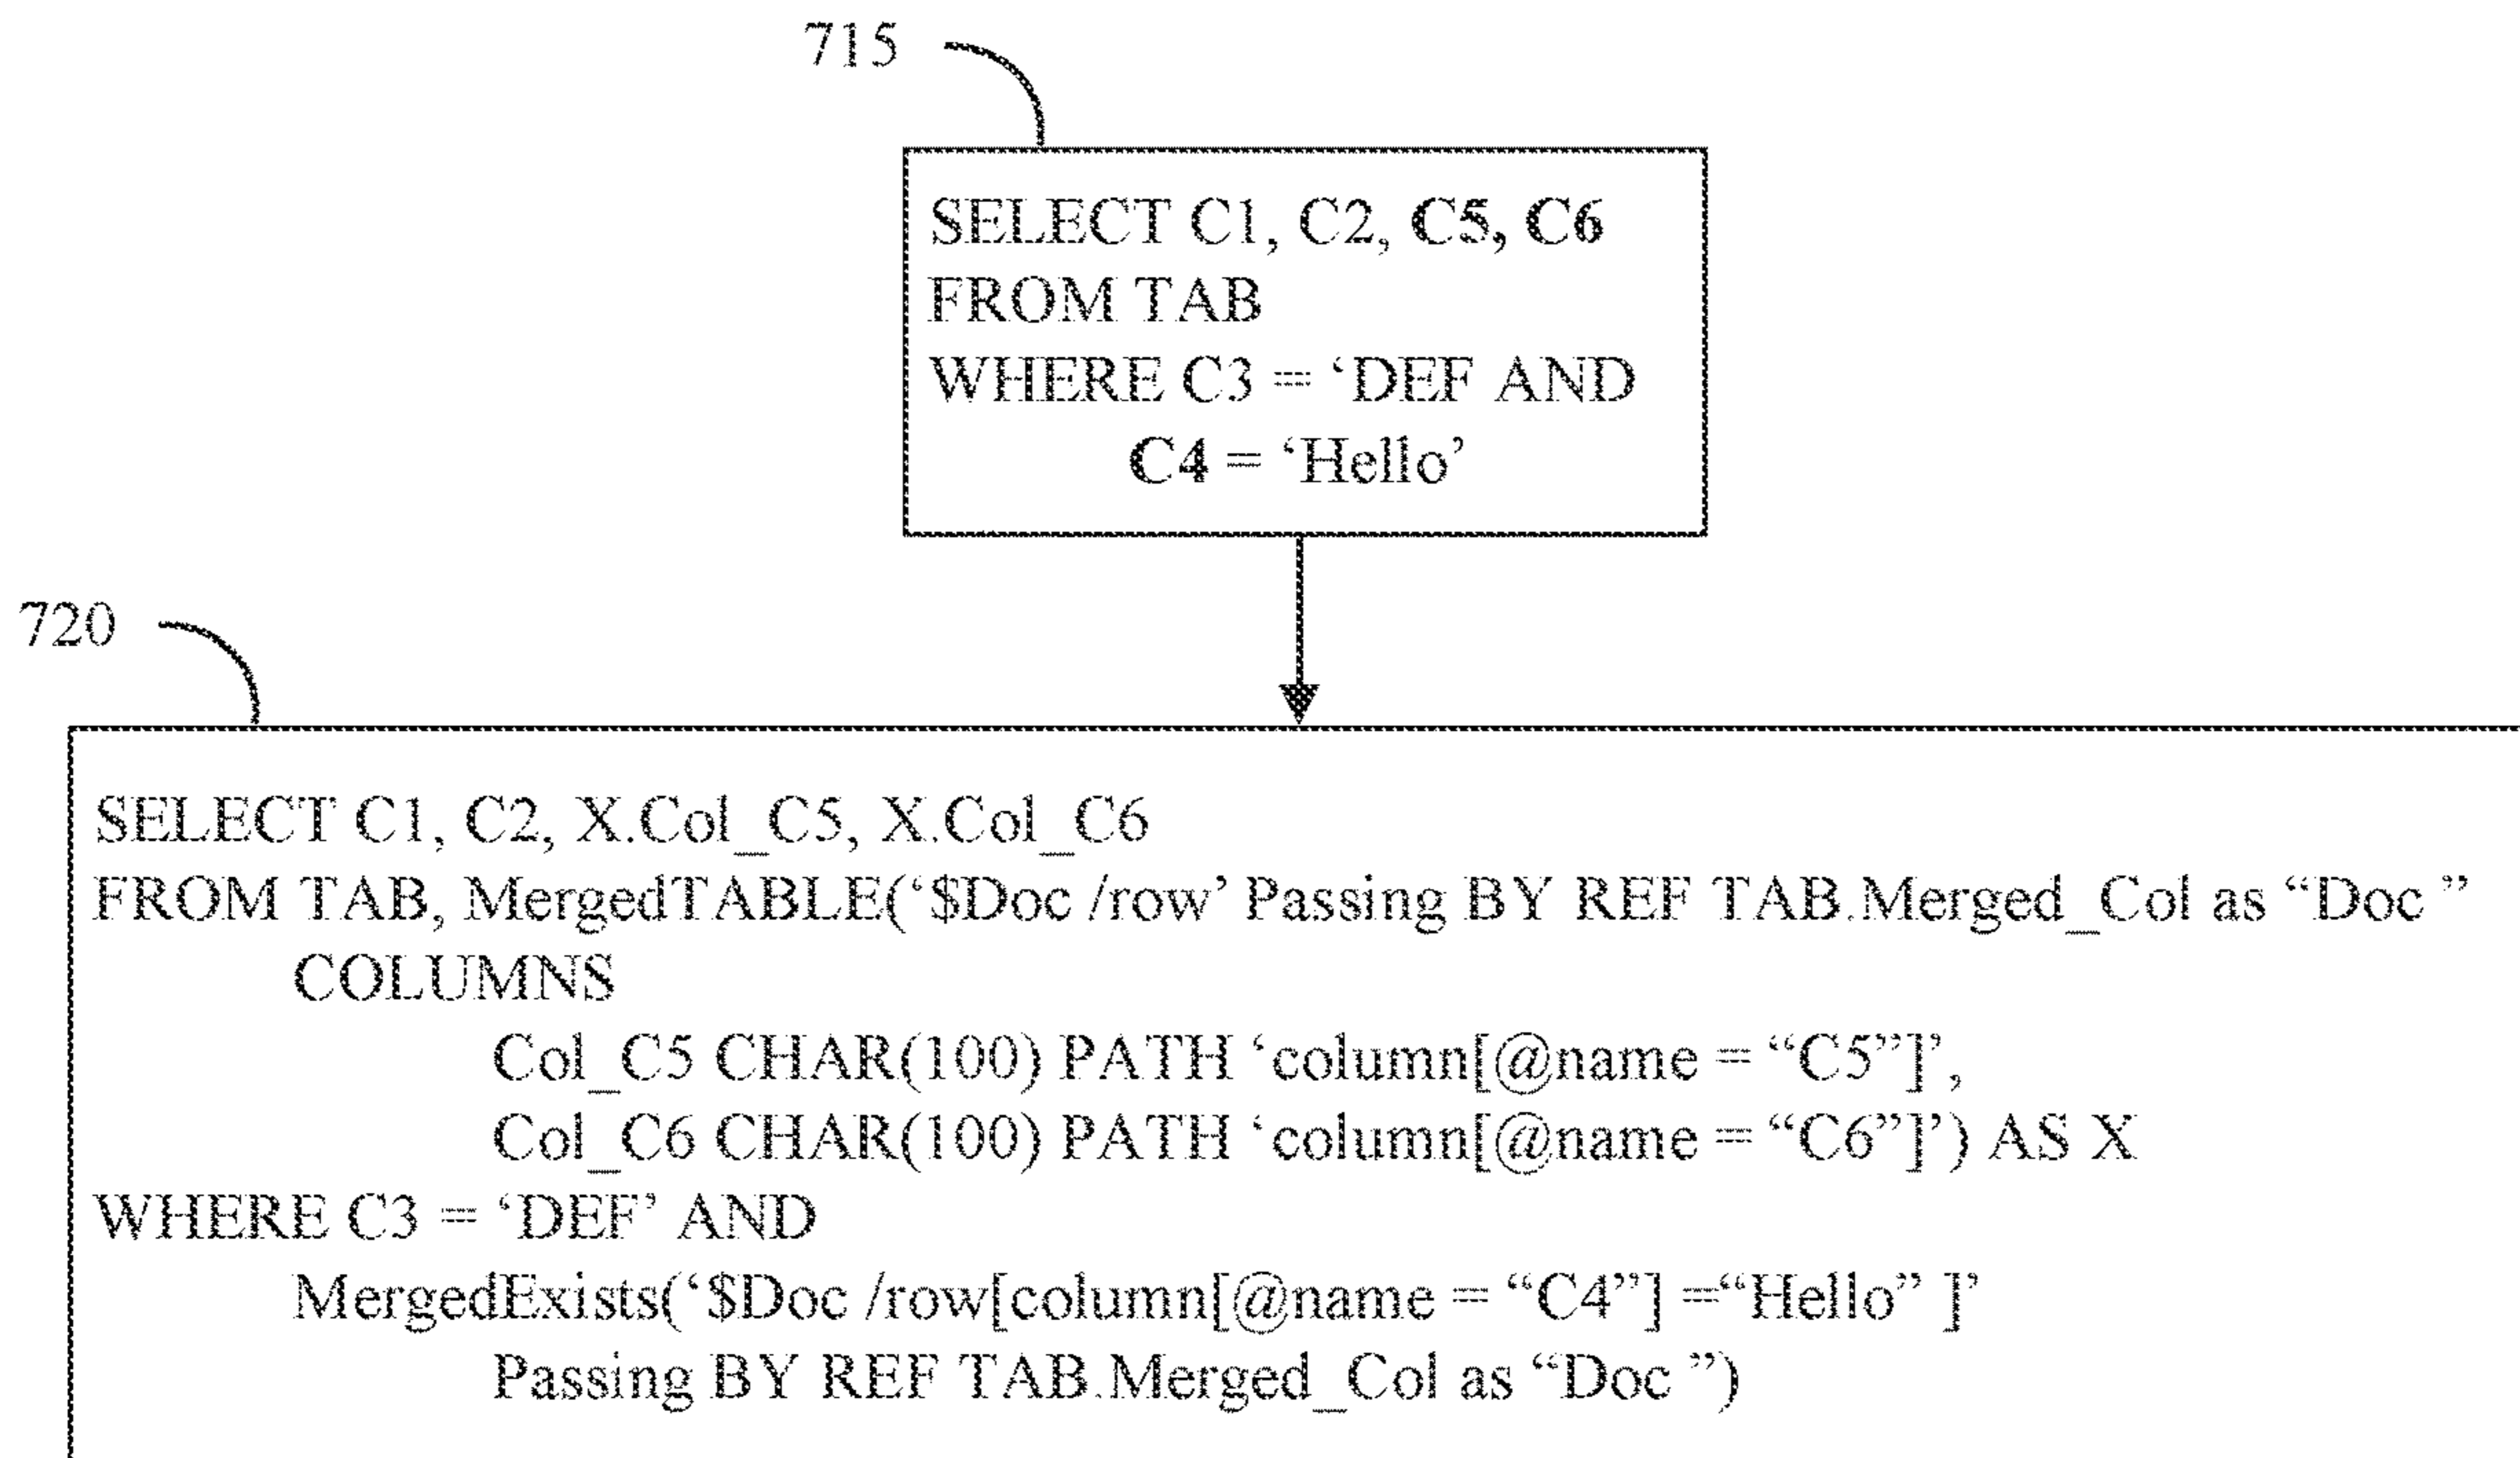 715
SELECT C1, C2, C5, C6
FROM TAB
WHERE C3 = ‘DEF AND
C4 = ‘Hello’
720
SELECT C1, C2, X.Col_C5, X.Col_C6
FROM TAB, MergedTABLE(‘$Doc /row’ Passing BY REF TAB.Merged_Col as “Doc ”
COLUMNS
Col_C5 CHAR(100) PATH ‘column[@name = “C5”]’,
Col_C6 CHAR(100) PATH ‘column[@name = “C6”]’) AS X
WHERE C3 = ‘DEF’ AND
MergedExists(‘$Doc /row[column[@name = “C4”] =“Hello” ]’
Passing BY REF TAB.Merged_Col as “Doc ”)